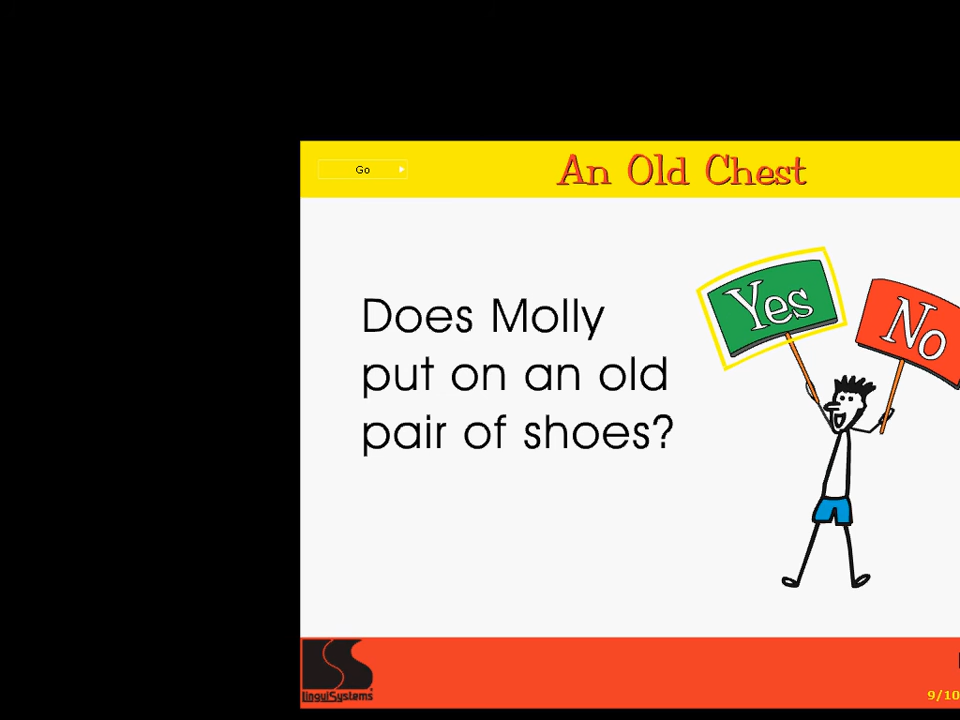 Go
An Old Chest
Does Molly
put on an old
pair of shoes?
Yes
No
LinguiSystems
9/10